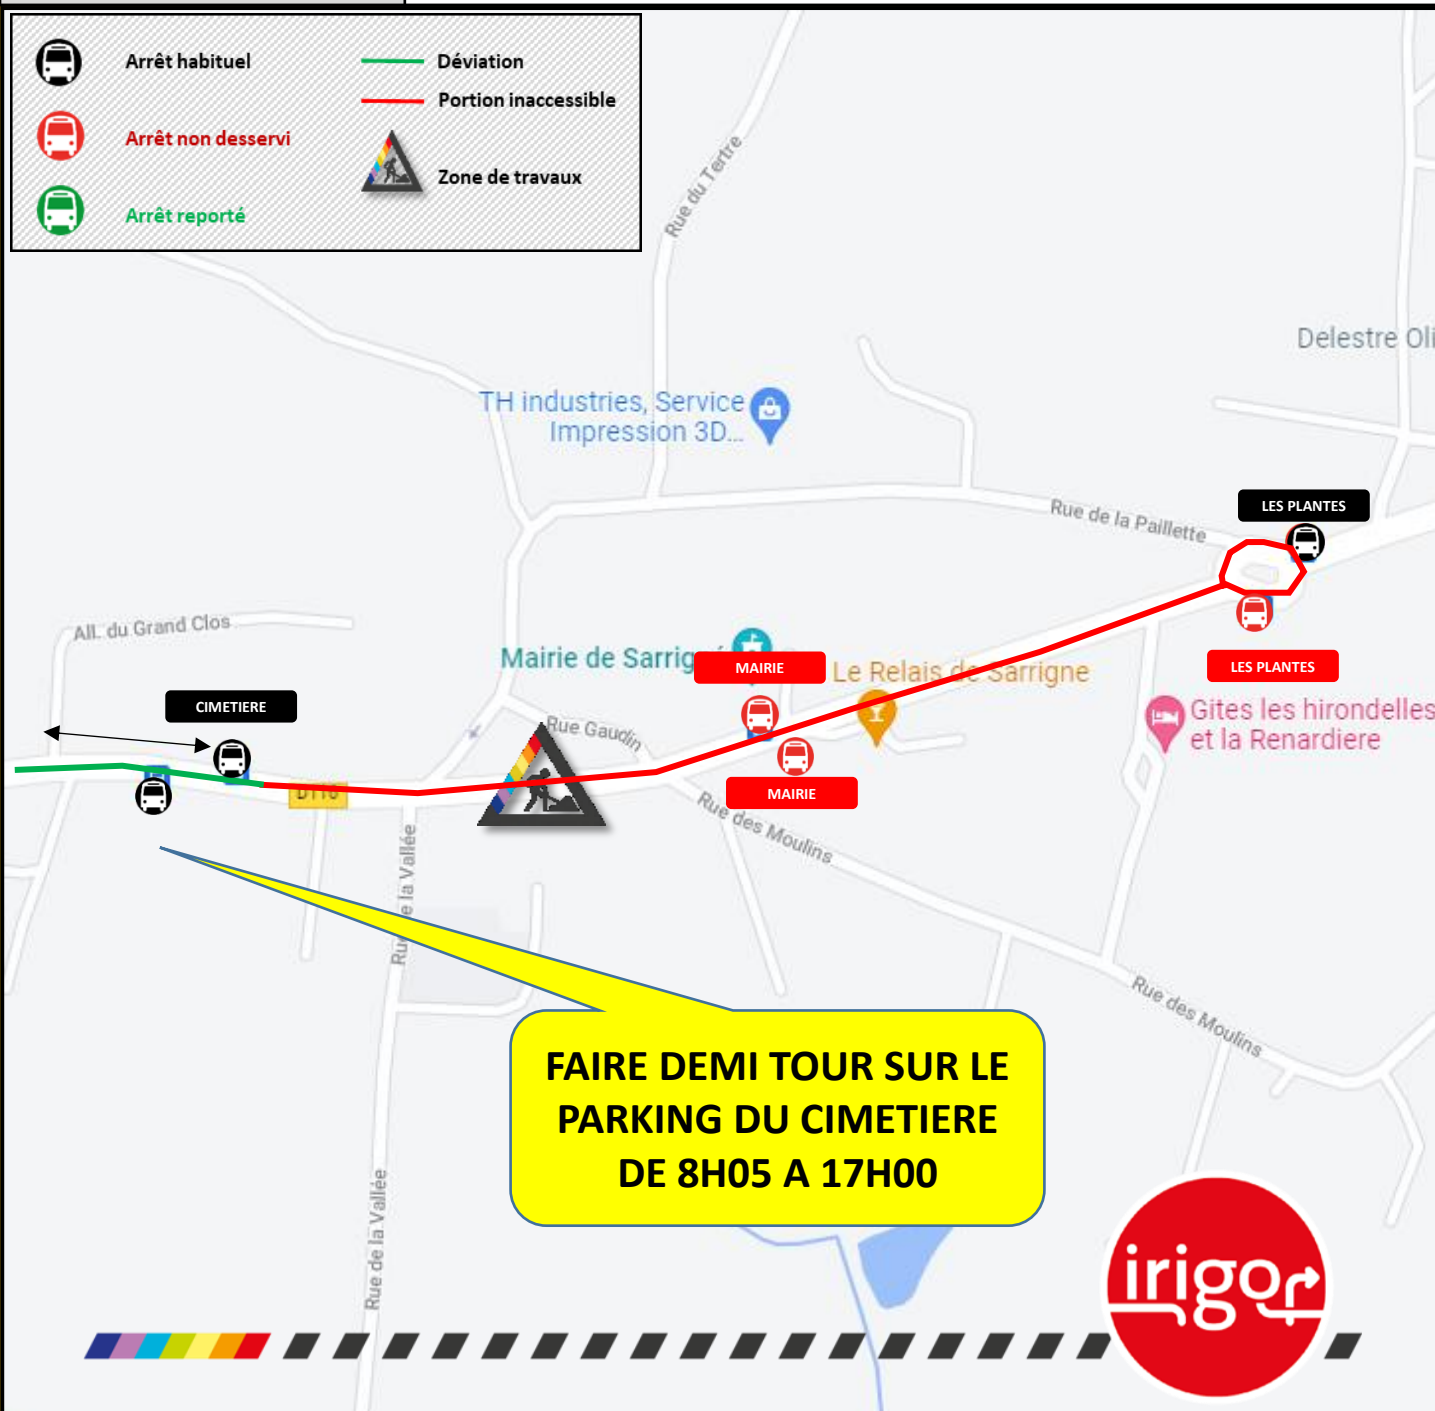 Arrêt habituel
Déviation
Portion inaccessible
Arrêt non desservi
Zone de travaux
Arrêt reporté
Rue du Tertre
Delestre Oli
TH industries, Service
Impression 3D...
LES PLANTES
Rue de la Paillette
All. du Grand Clos
Mairie de Sarrig
MAIRIE
Le Relais de Sarrigne
LES PLANTES
CIMETIERE
Rue Gaudin
Gites les hirondelles
et la Renardiere
D116
MAIRIE
Rue des Moulins
Rue de la Vallée
Rue des Moulins
FAIRE DEMI TOUR SUR LE
PARKING DU CIMETIERE
DE 8H05 A 17H00
Rue de la Vallée
irigo